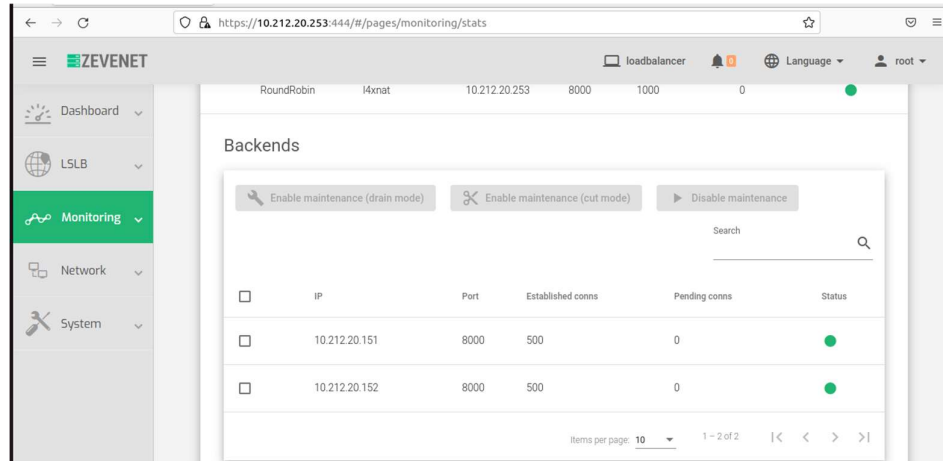 https://10.212.20.253:444/#/pages/monitoring/stats
ZEVENET
loadbalancer
0
Language
root
Dashboard
LSLB
Monitoring
Network
System
RoundRobin l4xnat 10.212.20.253 8000 1000 0
Backends
Enable maintenance (drain mode) Enable maintenance (cut mode) Disable maintenance
Search
IP Port Established conns Pending conns Status
10.212.20.151 8000 500 0
10.212.20.152 8000 500 0
Items per page: 10 1 – 2 of 2